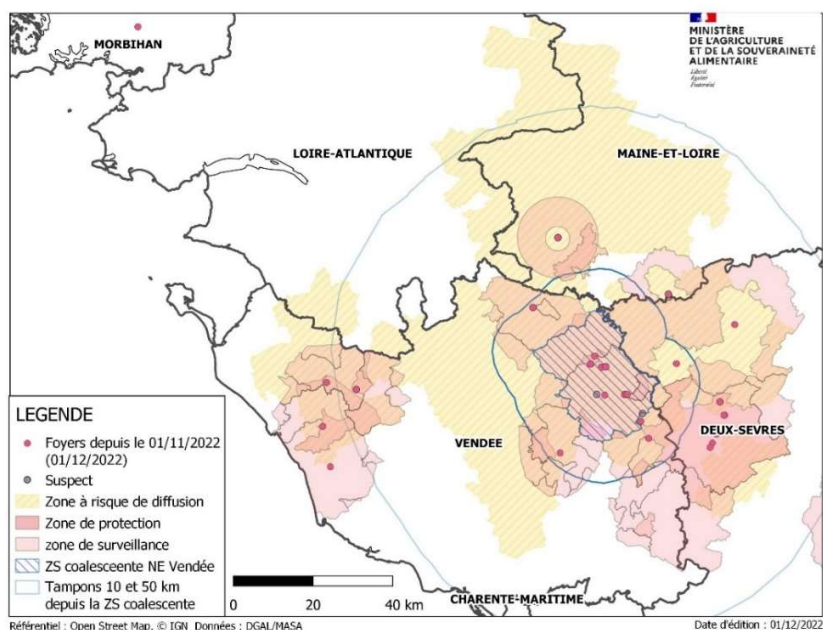 MORBIHAN
MINISTÈRE
DE L'AGRICULTURE
ET DE LA SOUVERAINETÉ
ALIMENTAIRE
Liberté
Égalité
Fraternité
LOIRE-ATLANTIQUE
MAINE-ET-LOIRE
VENDEE
DEUX-SEVRES
CHARENTE-MARITIME
LEGENDE
Foyers depuis le 01/11/2022
(01/12/2022)
Suspect
Zone à risque de diffusion
Zone de protection
zone de surveillance
ZS coalesceente NE Vendée
Tampons 10 et 50 km
depuis la ZS coalescente
0 20 40 km
Référentiel : Open Street Map, © IGN Données : DGAL/MASA
Date d'édition : 01/12/2022